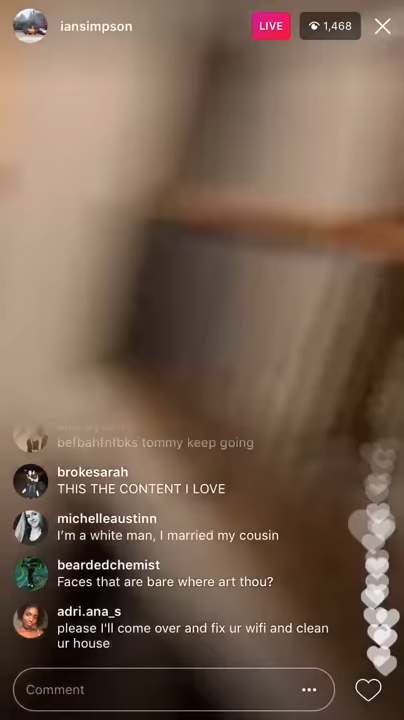 iansimpson
LIVE
1,468
befbahfnfbks tommy keep going
brokesarah
THIS THE CONTENT I LOVE
michelleaustinn
I'm a white man, I married my cousin
beardedchemist
Faces that are bare where art thou?
adri.ana_s
please I'll come over and fix ur wifi and clean
ur house
Comment